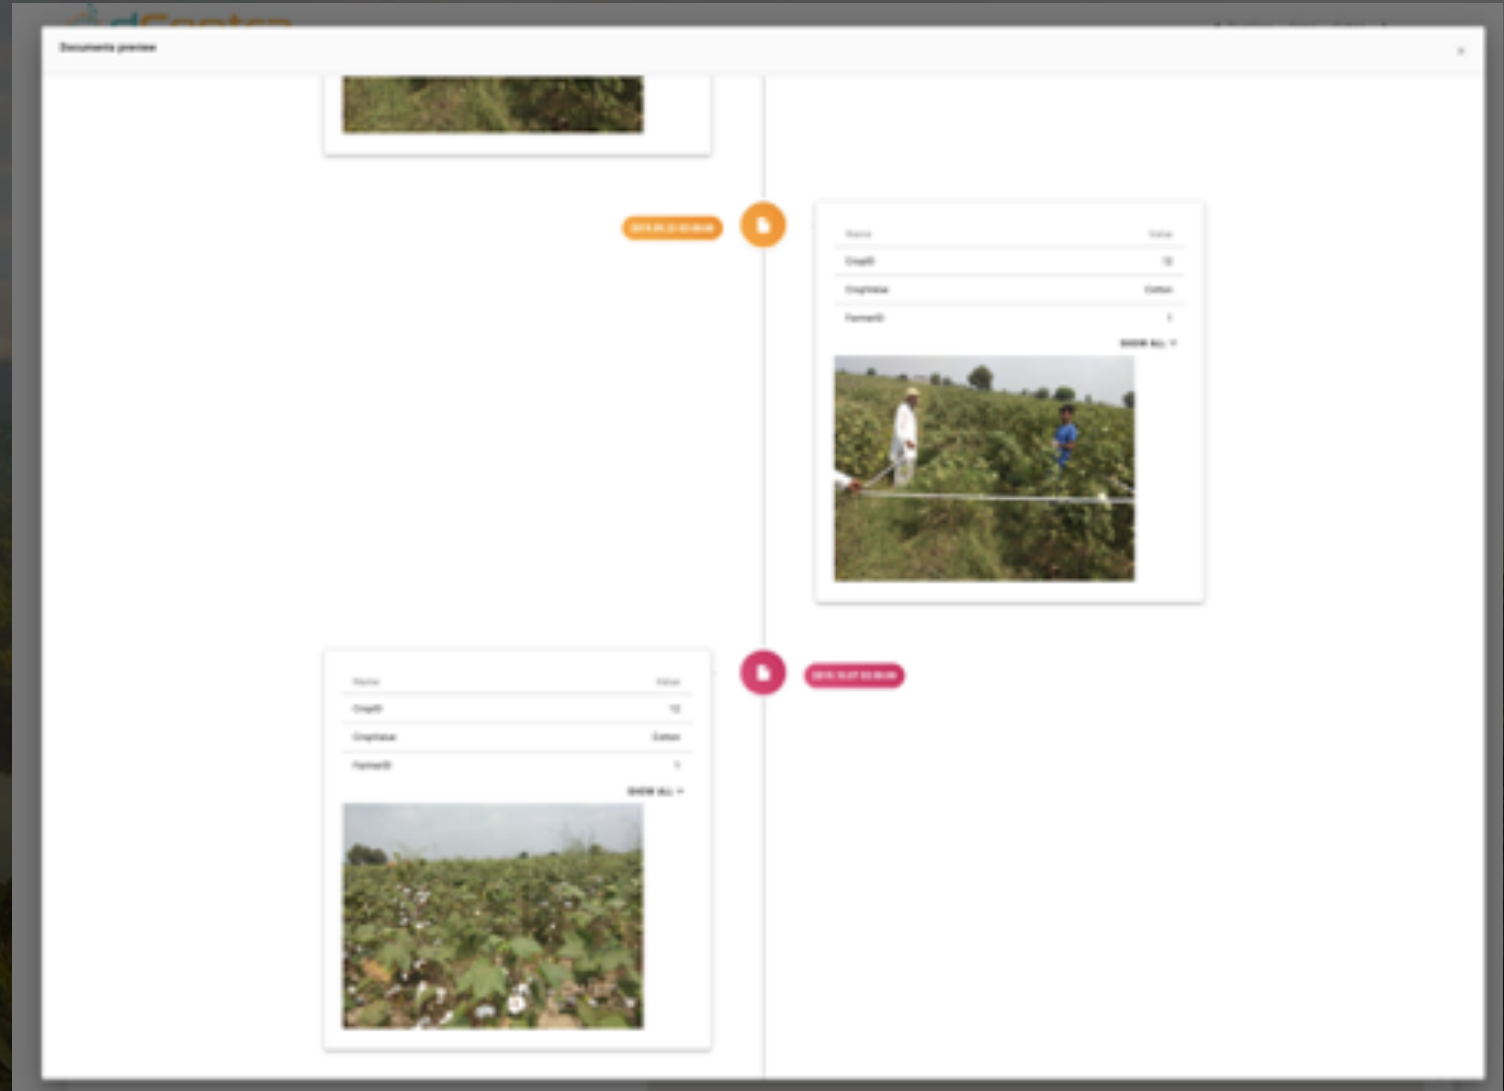 Documents preview
Name Value
CropID 12
CropValue Cotton
FarmerID 1
SHOW ALL
Name Value
CropID 12
CropValue Cotton
FarmerID 1
SHOW ALL